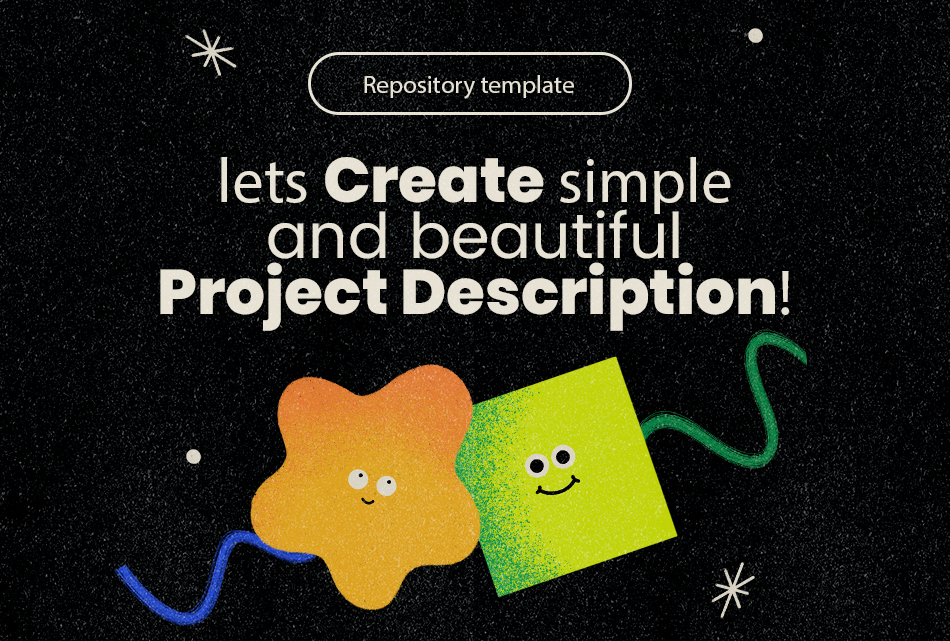 Repository template
lets Create simple
and beautiful
Project Description!